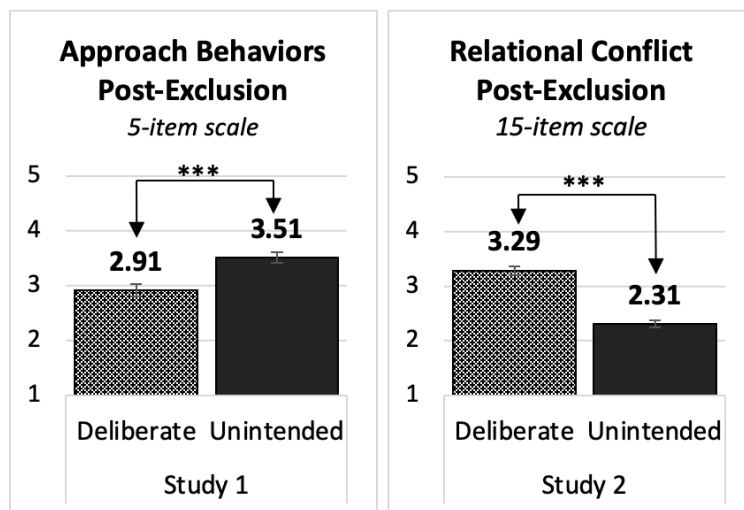 Approach Behaviors
Post-Exclusion
5-item scale
5
***
4
3.51
2.91
3
2
1
Deliberate Unintended
Study 1
Relational Conflict
Post-Exclusion
15-item scale
5
***
4
3.29
3
2.31
2
1
Deliberate Unintended
Study 2